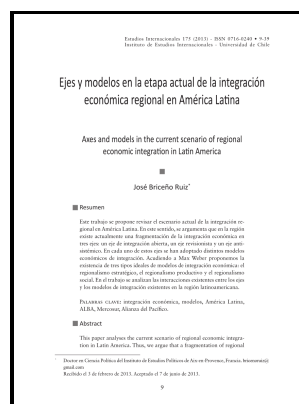 Estudios Internacionales 175 (2013) - ISSN 0716-0240 • 9-39
Instituto de Estudios Internacionales - Universidad de Chile
Ejes y modelos en la etapa actual de la integración
económica regional en América Latina
Axes and models in the current scenario of regional
economic integration in Latin America
José Briceño Ruiz*
Resumen
Este trabajo se propone revisar el escenario actual de la integración re-
gional en América Latina. En este sentido, se argumenta que en la región
existe actualmente una fragmentación de la integración económica en
tres ejes: un eje de integración abierta, un eje revisionista y un eje anti-
sistémico. En cada uno de estos ejes se han adoptado distintos modelos
económicos de integración. Acudiendo a Max Weber proponemos la
existencia de tres tipos ideales de modelos de integración económica: el
regionalismo estratégico, el regionalismo productivo y el regionalismo
social. En el trabajo se analizan las interacciones existentes entre los ejes
y los modelos de integración existentes en la región latinoamericana.
Palabras clave: integración económica, modelos, América Latina,
ALBA, Mercosur, Alianza del Pacífico.
Abstract
This paper analyses the current scenario of regional economic integra-
tion in Latin America. Thus, we argue that a fragmentation of regional
* Doctor en Ciencia Política del Instituto de Estudios Políticos de Aix-en-Provence, Francia.
gmail.com
Recibido el 3 de febrero de 2013. Aceptado el 7 de junio de 2013.
9